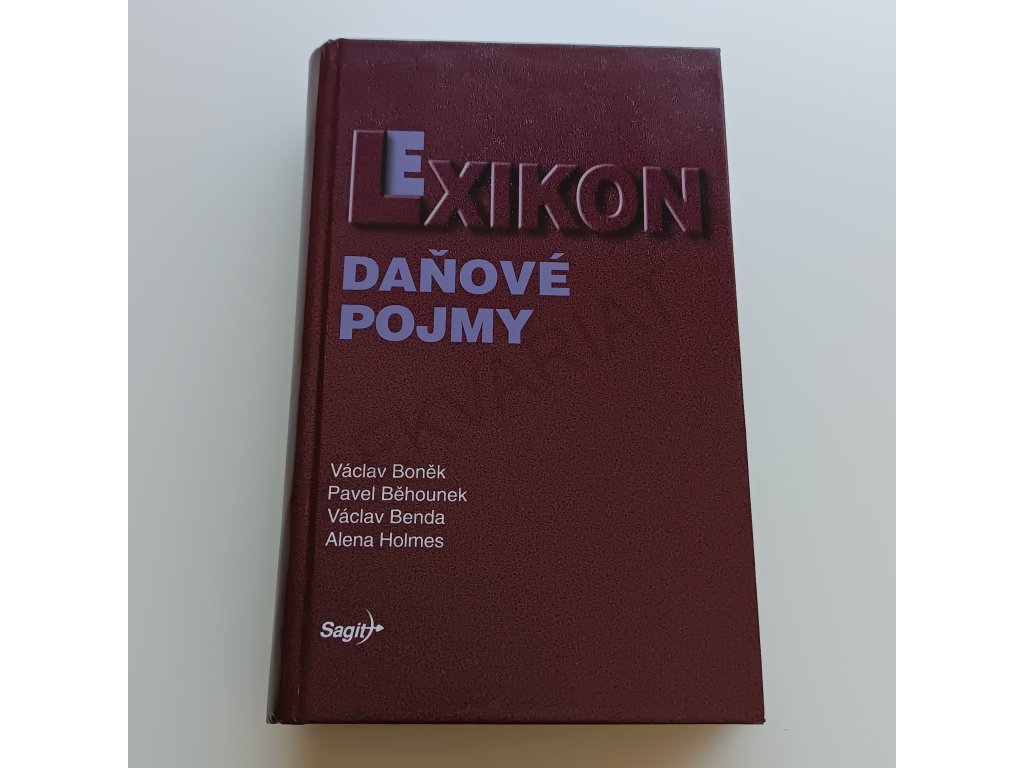 LEXIKON
DAŇOVÉ
POJMY
Václav Boněk
Pavel Běhounek
Václav Benda
Alena Holmes
Sagit